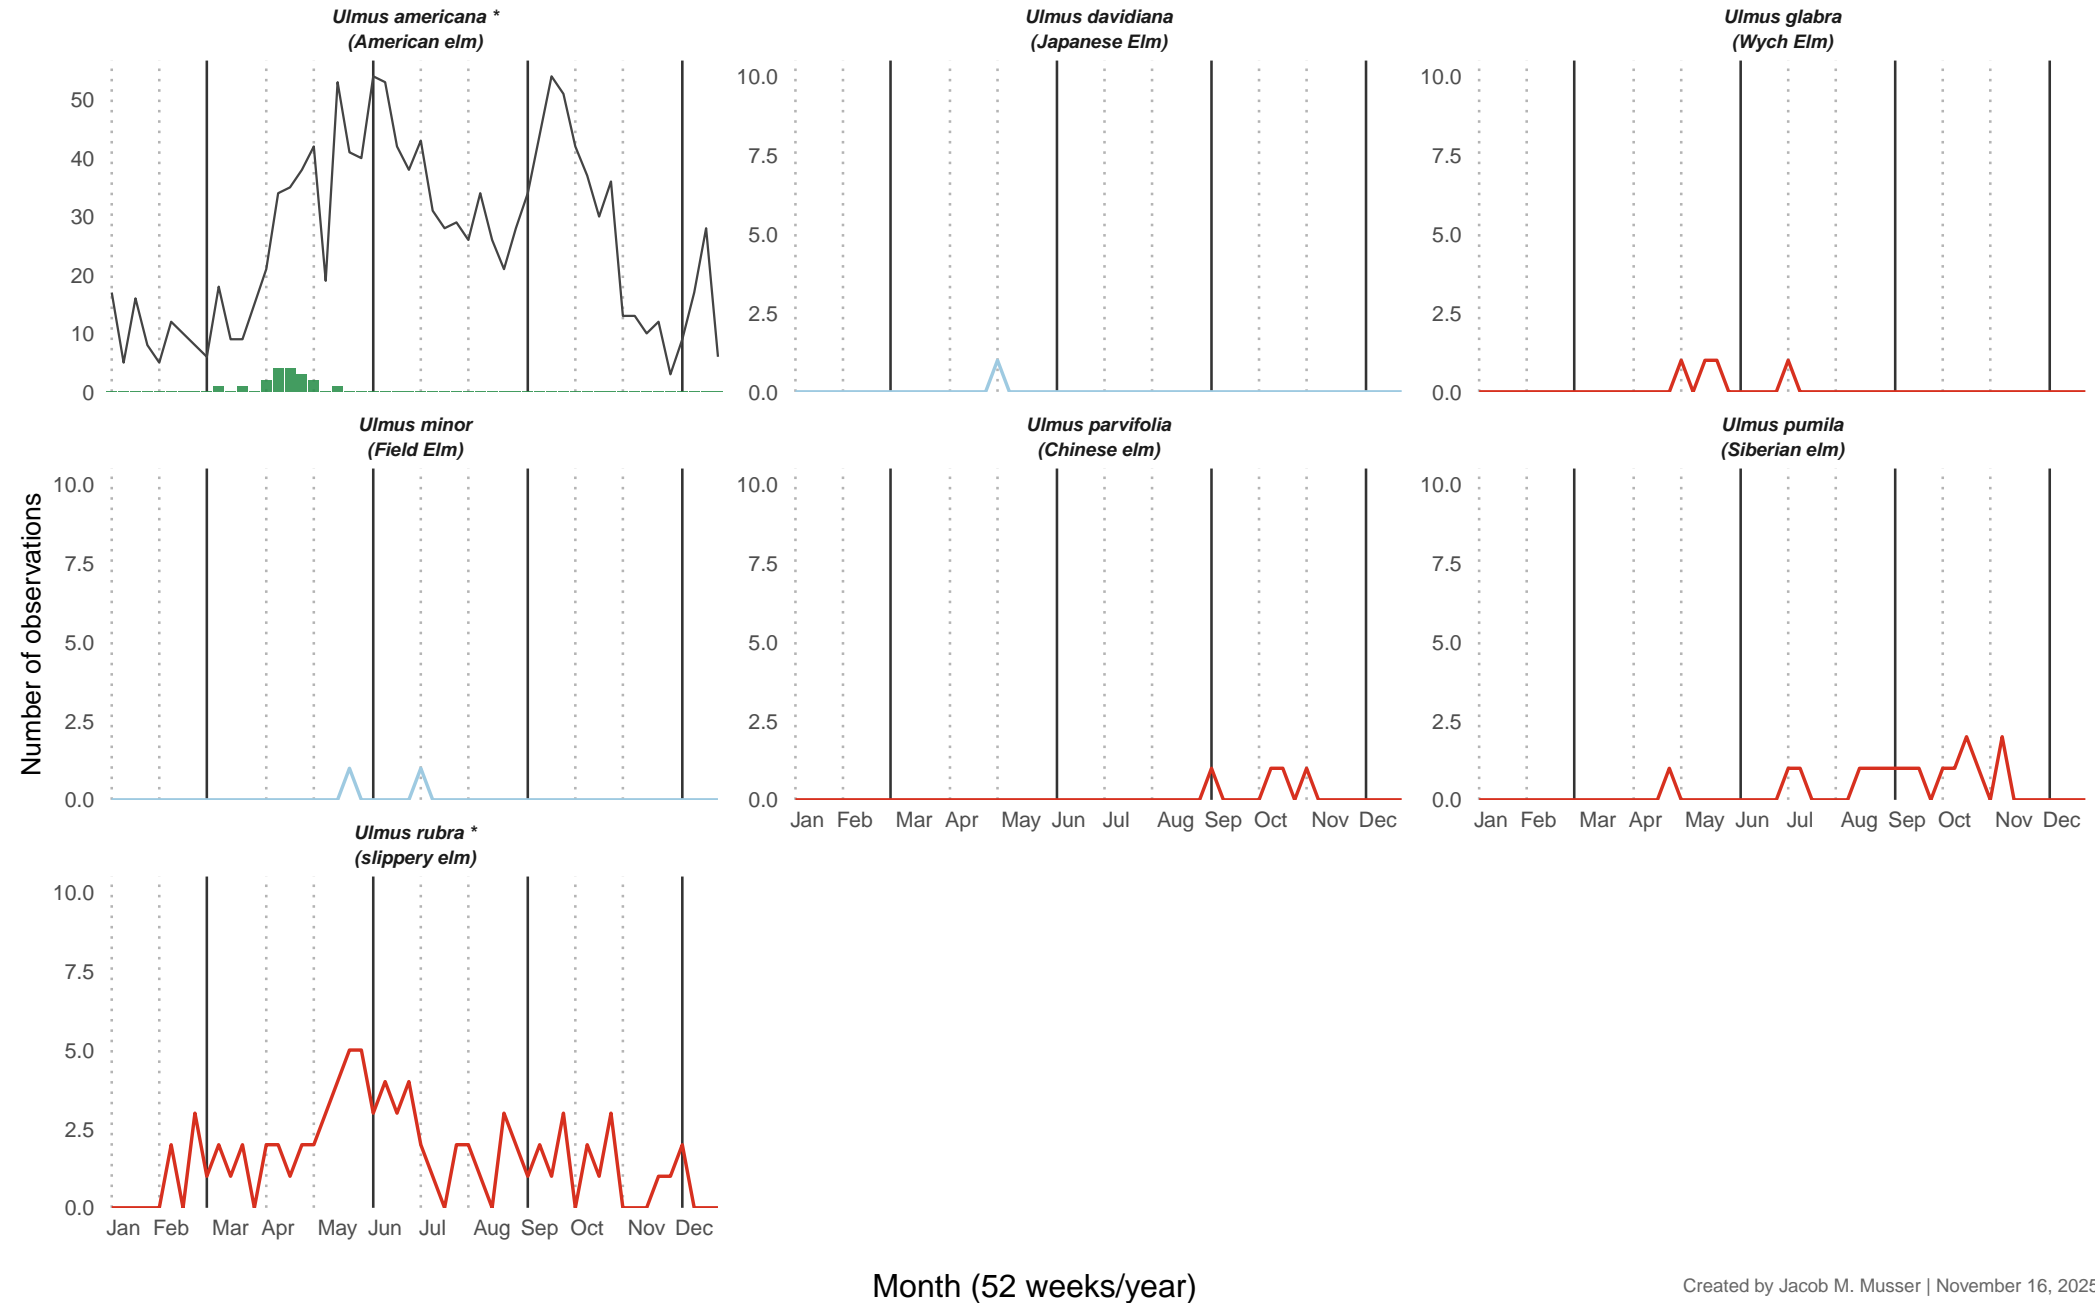 Ulmus americana *
(American elm)
Ulmus davidiana
(Japanese Elm)
Ulmus glabra
(Wych Elm)
50
40
30
20
10
0
10.0
7.5
5.0
2.5
0.0
10.0
7.5
5.0
2.5
0.0
Ulmus minor
(Field Elm)
Ulmus parvifolia
(Chinese elm)
Ulmus pumila
(Siberian elm)
Number of observations
10.0
7.5
5.0
2.5
0.0
10.0
7.5
5.0
2.5
0.0
Jan Feb Mar Apr May Jun Jul Aug Sep Oct Nov Dec
10.0
7.5
5.0
2.5
0.0
Jan Feb Mar Apr May Jun Jul Aug Sep Oct Nov Dec
Ulmus rubra *
(slippery elm)
10.0
7.5
5.0
2.5
0.0
Jan Feb Mar Apr May Jun Jul Aug Sep Oct Nov Dec
Month (52 weeks/year)
Created by Jacob M. Musser | November 16, 2025